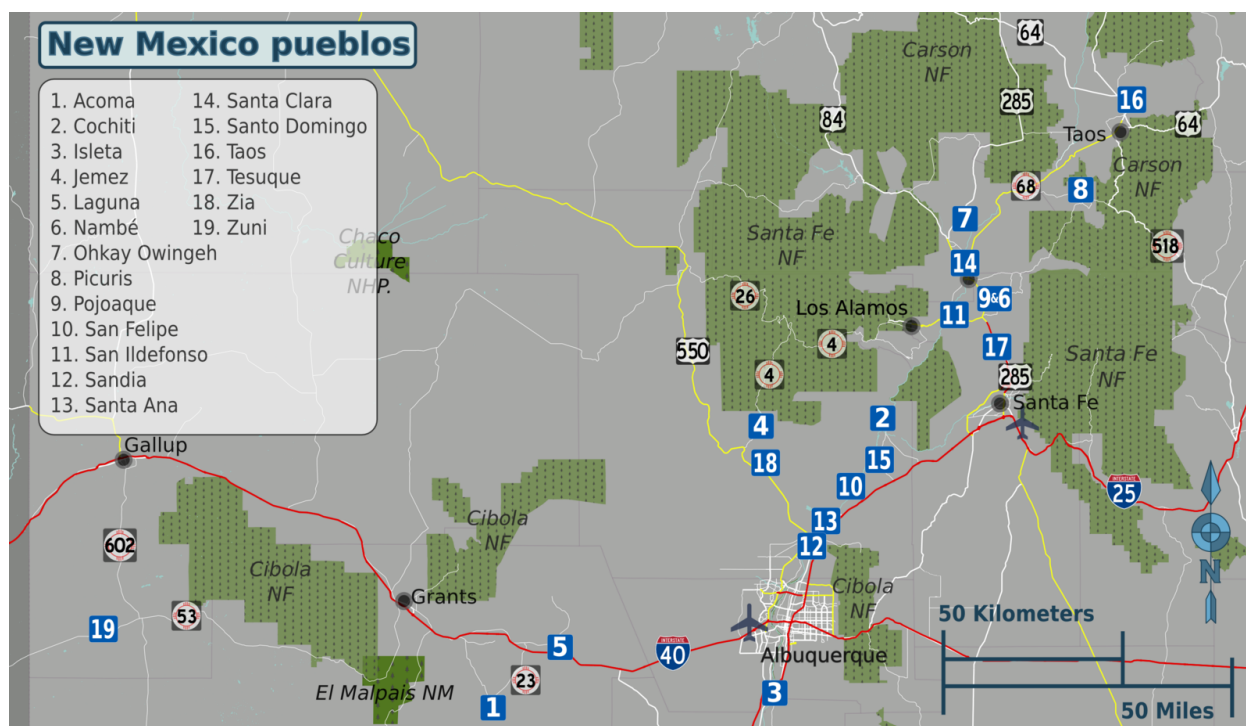 New Mexico pueblos
1. Acoma
2. Cochiti
3. Isleta
4. Jemez
5. Laguna
6. Nambé
7. Ohkay Owingeh
8. Picuris
9. Pojoaque
10. San Felipe
11. San Ildefonso
12. Sandia
13. Santa Ana
14. Santa Clara
15. Santo Domingo
16. Taos
17. Tesuque
18. Zia
19. Zuni
64
Carson
NF
285
84
16
64
Taos
Carson
NF
68
8
7
518
Chaco
Culture
NHP.
Santa Fe
NF
14
26
9&6
Los Alamos
11
4
550
17
4
Santa Fe
NF
285
Santa Fe
2
4
18
15
10
INTERSTATE
25
13
12
Gallup
602
Cibola
NF
Cibola
NF
Grants
53
19
5
INTERSTATE
40
Cibola
NF
Albuquerque
El Malpais NM
23
1
3
N
50 Kilometers
50 Miles